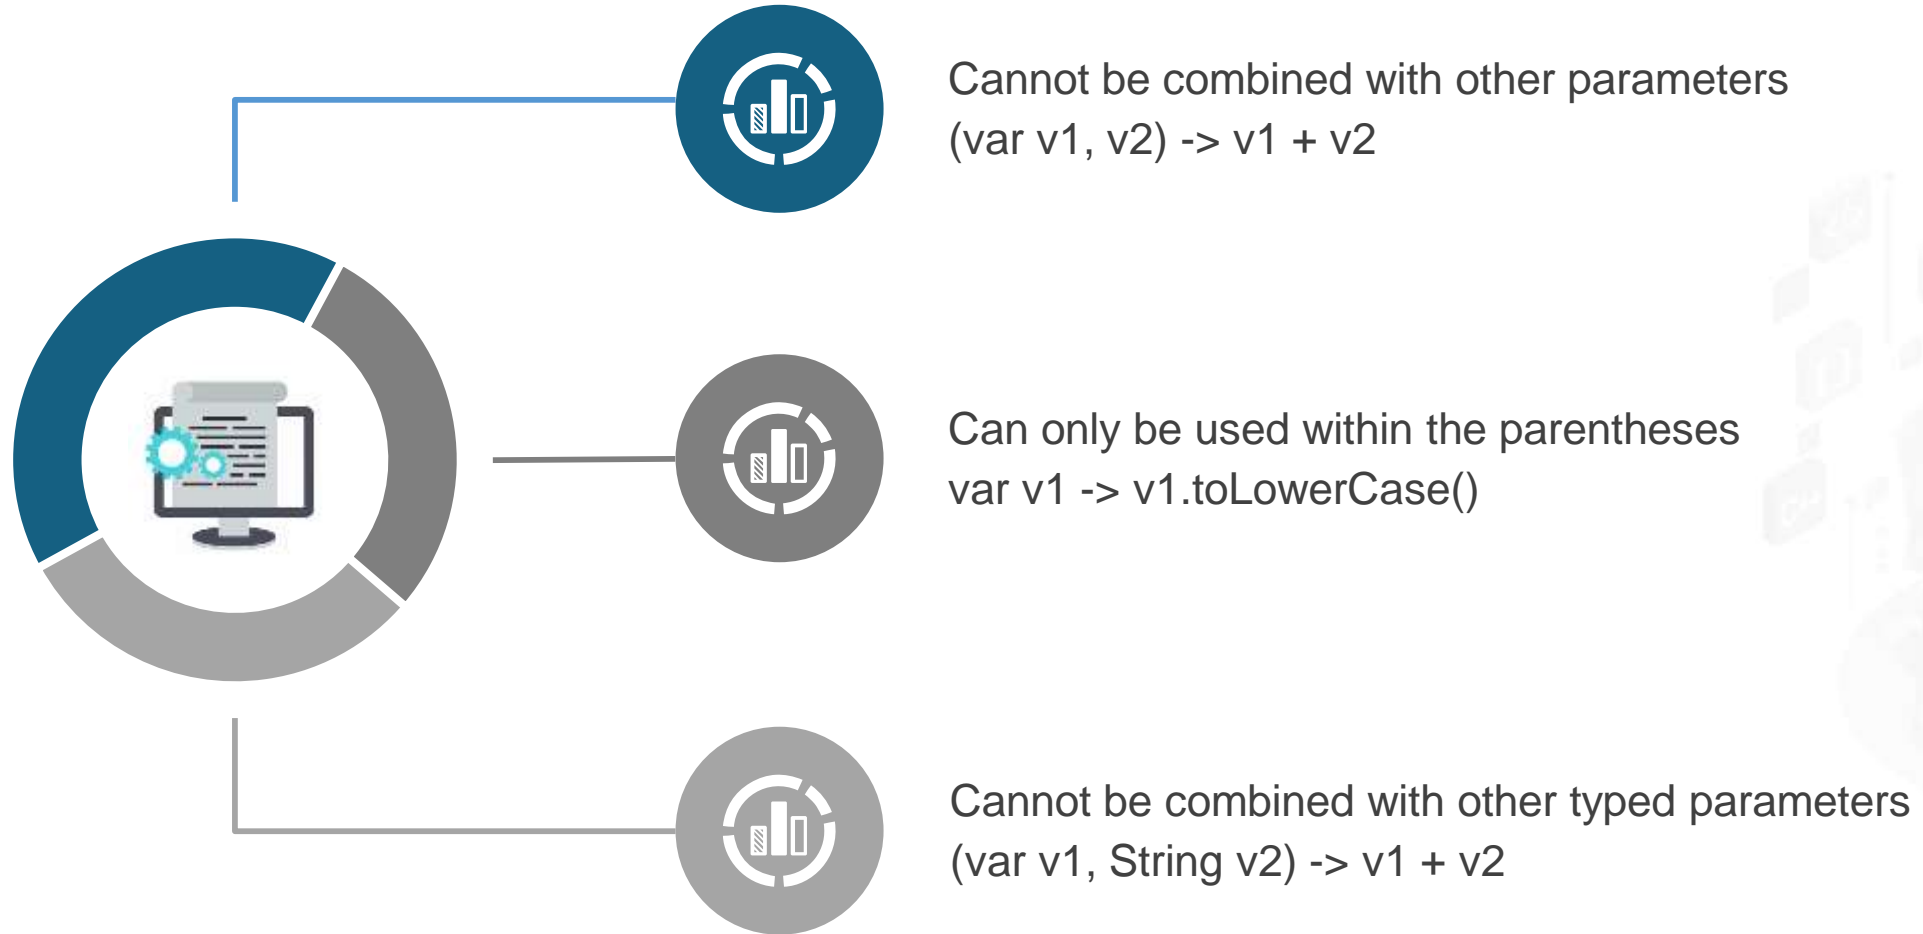 Cannot be combined with other parameters
(var v1, v2) -> v1 + v2
Can only be used within the parentheses
var v1 -> v1.toLowerCase()
Cannot be combined with other typed parameters
(var v1, String v2) -> v1 + v2